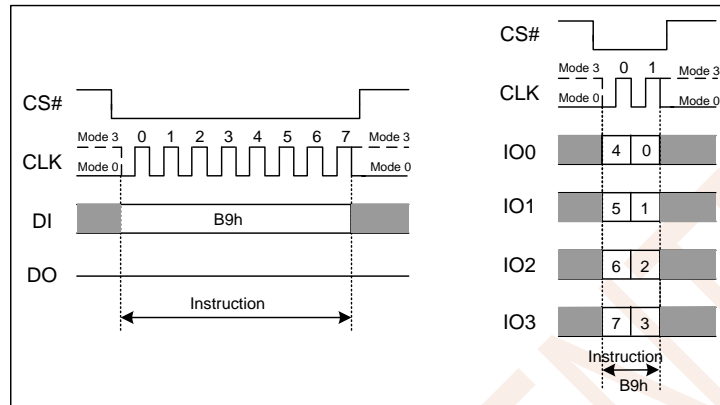 CS#
Mode 3 0 1 2 3 4 5 6 7 Mode 3
CLK
Mode 0 Mode 0
DI B9h
DO
Instruction
CS#
Mode 3 0 1 Mode 3
CLK
Mode 0 Mode 0
IO0 4 0
IO1 5 1
IO2 6 2
IO3 7 3
Instruction
B9h